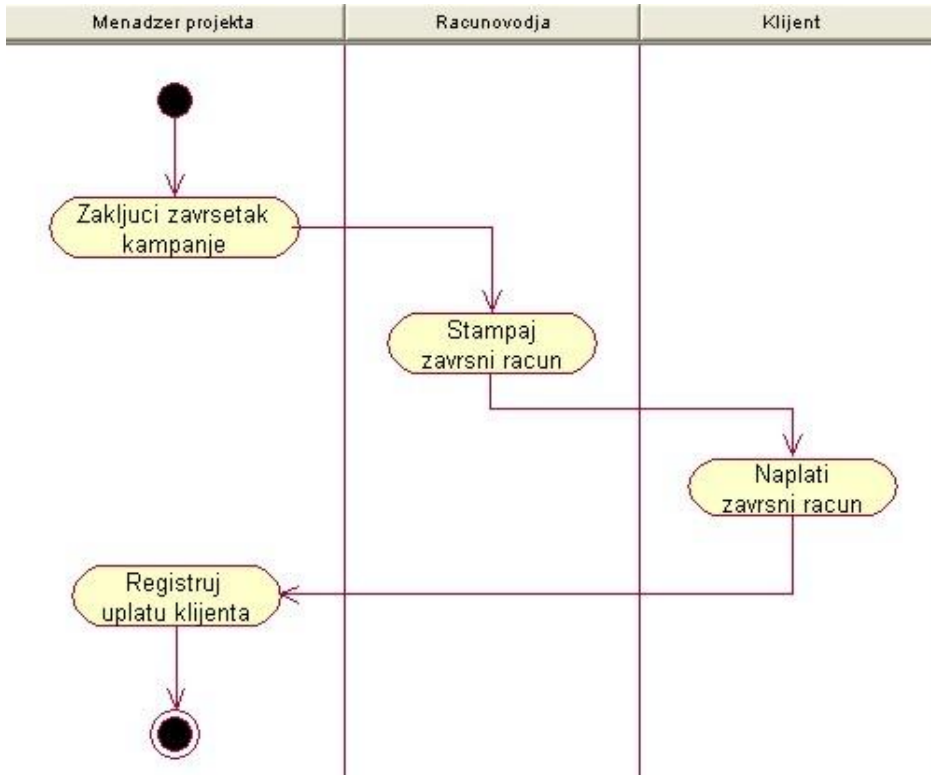 Menadzer projekta
Racunovodja
Klijent
Zakljuci zavrsetak
kampanje
Stampaj
zavrsni racun
Naplati
zavrsni racun
Registruj
uplatu klijenta